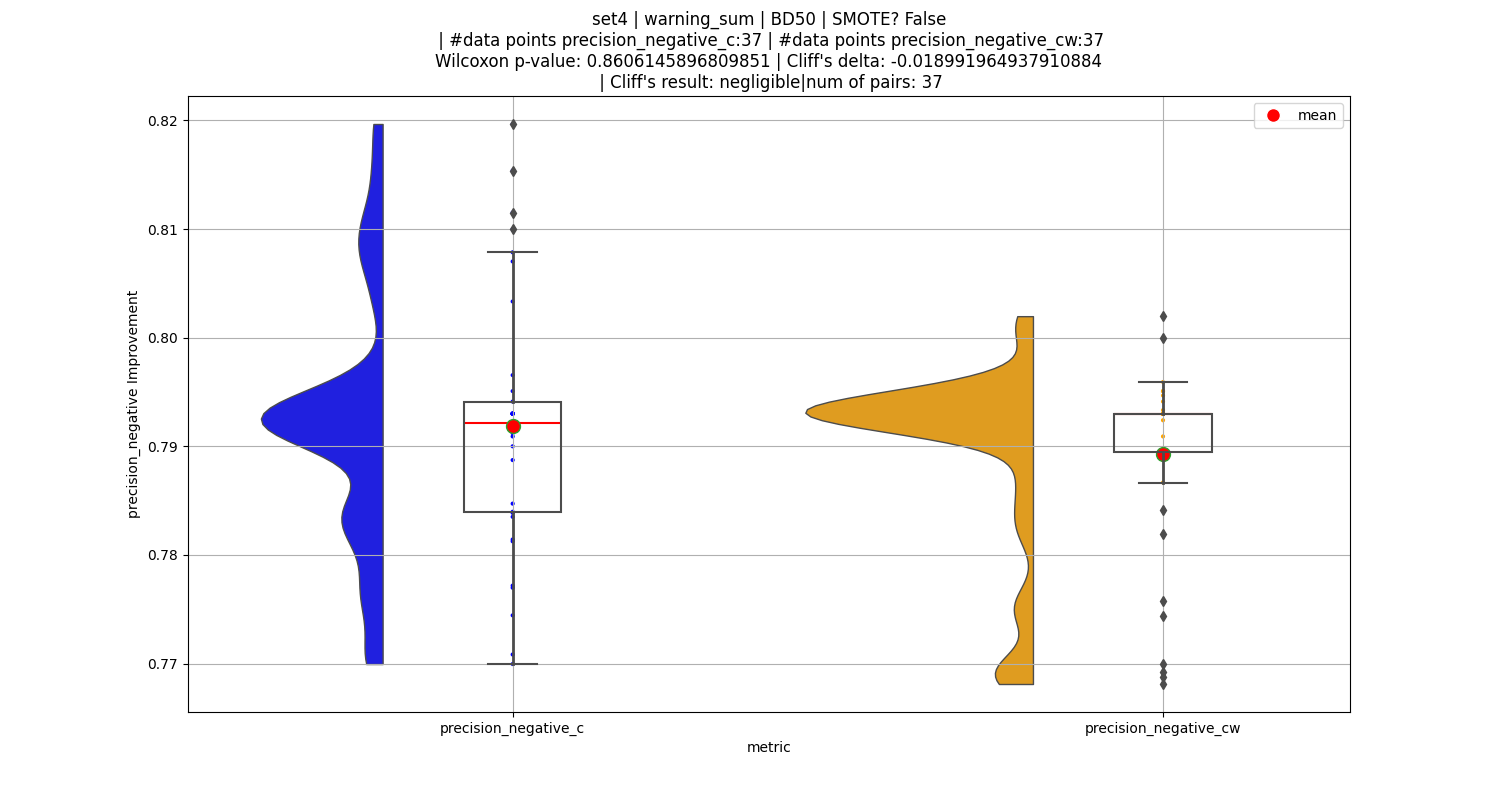 set4 | warning_sum | BD50 | SMOTE? False
| #data points precision_negative_c:37 | #data points precision_negative_cw:37
Wilcoxon p-value: 0.8606145896809851 | Cliff's delta: -0.018991964937910884
| Cliff's result: negligible|num of pairs: 37
mean
0.82
0.81
0.80
0.79
0.78
0.77
precision_negative Improvement
precision_negative_c
precision_negative_cw
metric